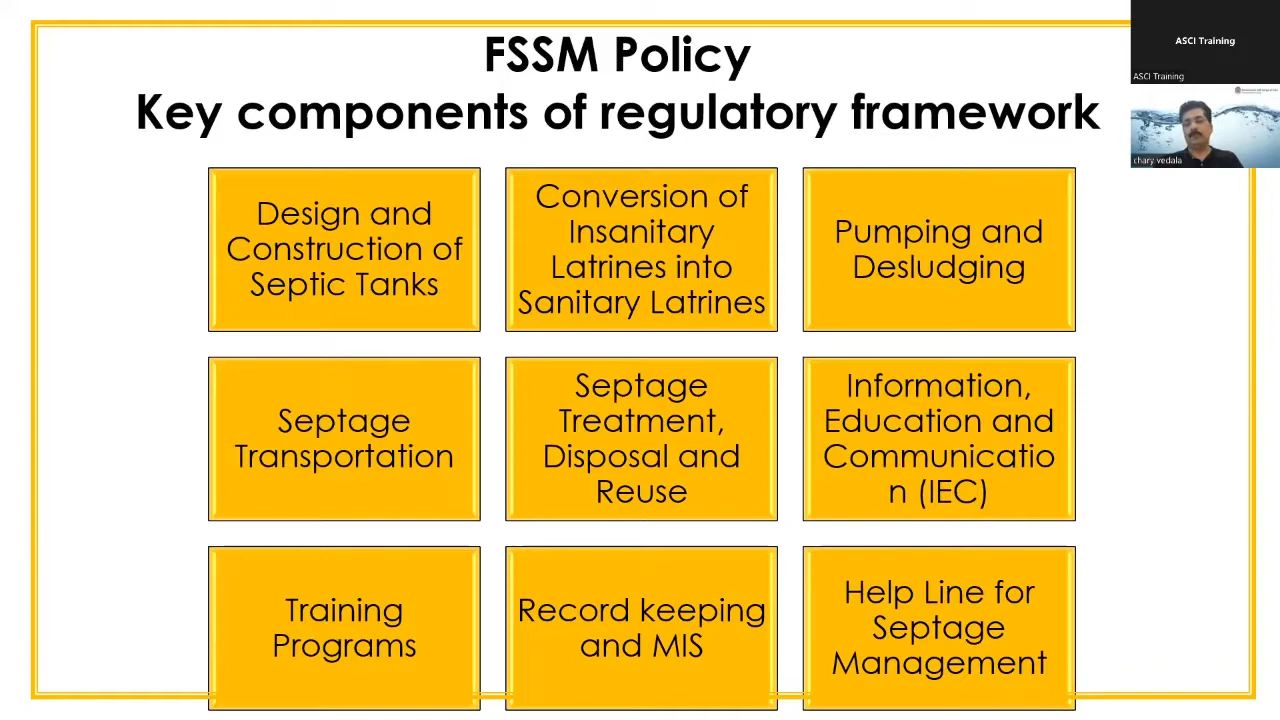 FSSM Policy
Key components of regulatory framework
ASCI Training
ASCI Training
chary vedala
Design and
Construction of
Septic Tanks
Conversion of
Insanitary
Latrines into
Sanitary Latrines
Pumping and
Desludging
Septage
Transportation
Septage
Treatment,
Disposal and
Reuse
Information,
Education and
Communicatio
n (IEC)
Training
Programs
Record keeping
and MIS
Help Line for
Septage
Management